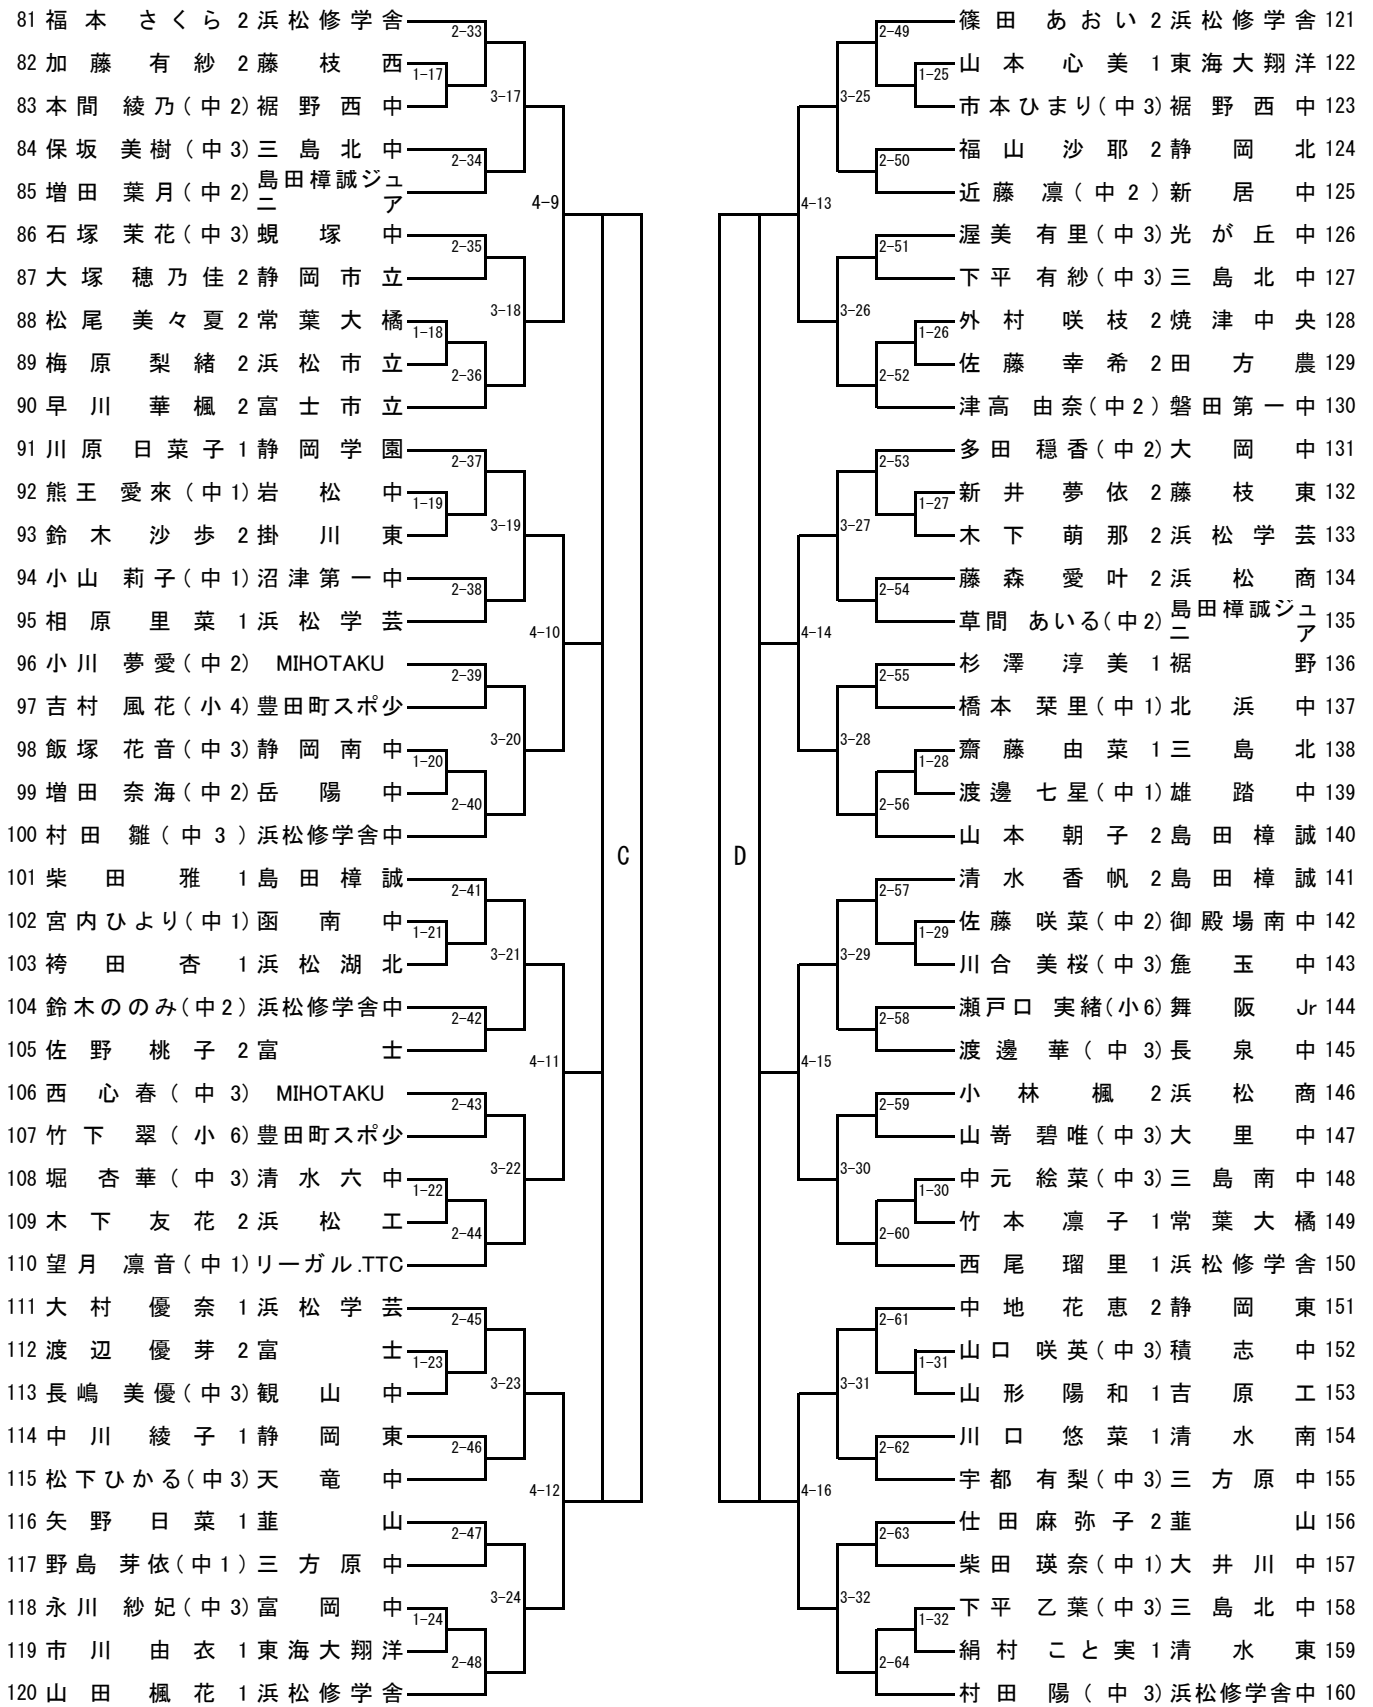 81 福本 さくら 2 浜松修学舎
82 加藤 有紗 2 藤枝西
83 本間 綾乃(中2) 裾野西中
84 保坂 美樹(中3) 三島北中
85 増田 葉月(中2) 島田樟誠ジュニア
86 石塚 茉花(中3) 蜆塚中
87 大塚 穂乃佳 2 静岡市立
88 松尾 美々夏 2 常葉大橘
89 梅原 梨緒 2 浜松市立
90 早川 華楓 2 富士市立
91 川原 日菜子 1 静岡学園
92 熊王 愛來(中1) 岩松中
93 鈴木 沙歩 2 掛川東
94 小山 莉子(中1) 沼津第一中
95 相原 里菜 1 浜松学芸
96 小川 夢愛(中2) MIHOTAKU
97 吉村 風花(小4) 豊田町スポ少
98 飯塚 花音(中3) 静岡南中
99 増田 奈海(中2) 岳陽中
100 村田 雛(中3) 浜松修学舎中
101 柴田 雅 1 島田樟誠
102 宮内ひより(中1) 函南中
103 袴田 杏 1 浜松湖北
104 鈴木ののみ(中2) 浜松修学舎中
105 佐野 桃子 2 富士
106 西 心春(中3) MIHOTAKU
107 竹下 翠(小6) 豊田町スポ少
108 堀 杏華(中3) 清水六中
109 木下 友花 2 浜松工
110 望月 凛音(中1) リーガル.TTC
111 大村 優奈 1 浜松学芸
112 渡辺 優芽 2 富士
113 長嶋 美優(中3) 観山中
114 中川 綾子 1 静岡東
115 松下ひかる(中3) 天竜中
116 矢野 日菜 1 韮山
117 野島 芽依(中1) 三方原中
118 永川 紗妃(中3) 富岡中
119 市川 由衣 1 東海大翔洋
120 山田 楓花 1 浜松修学舎
2-33
1-17
3-17
2-34
4-9
2-35
3-18
1-18
2-36
2-37
1-19
3-19
2-38
4-10
2-39
3-20
1-20
2-40
C
2-41
1-21
3-21
2-42
4-11
2-43
3-22
1-22
2-44
2-45
1-23
3-23
2-46
4-12
2-47
3-24
1-24
2-48
2-49
1-25
3-25
2-50
4-13
2-51
3-26
1-26
2-52
2-53
1-27
3-27
2-54
4-14
2-55
3-28
1-28
2-56
D
2-57
1-29
3-29
2-58
4-15
2-59
3-30
1-30
2-60
2-61
1-31
3-31
2-62
4-16
2-63
3-32
1-32
2-64
篠田 あおい 2 浜松修学舎 121
山本 心美 1 東海大翔洋 122
市本ひまり(中3) 裾野西中 123
福山 沙耶 2 静岡北 124
近藤 凛(中2) 新居中 125
渥美 有里(中3) 光が丘中 126
下平 有紗(中3) 三島北中 127
外村 咲枝 2 焼津中央 128
佐藤 幸希 2 田方農 129
津高 由奈(中2) 磐田第一中 130
多田 穏香(中2) 大岡中 131
新井 夢依 2 藤枝東 132
木下 萌那 2 浜松学芸 133
藤森 愛叶 2 浜松商 134
草間 あいる(中2) 島田樟誠ジュニア 135
杉澤 淳美 1 裾野 136
橋本 栞里(中1) 北浜中 137
齋藤 由菜 1 三島北 138
渡邊 七星(中1) 雄踏中 139
山本 朝子 2 島田樟誠 140
清水 香帆 2 島田樟誠 141
佐藤 咲菜(中2) 御殿場南中 142
川合 美桜(中3) 麁玉中 143
瀬戸口 実緒(小6) 舞阪Jr 144
渡邊 華(中3) 長泉中 145
小林 楓 2 浜松商 146
山嵜 碧唯(中3) 大里中 147
中元 絵菜(中3) 三島南中 148
竹本 凛子 1 常葉大橘 149
西尾 瑠里 1 浜松修学舎 150
中地 花恵 2 静岡東 151
山口 咲英(中3) 積志中 152
山形 陽和 1 吉原工 153
川口 悠菜 1 清水南 154
宇都 有梨(中3) 三方原中 155
仕田 麻弥子 2 韮山 156
柴田 瑛奈(中1) 大井川中 157
下平 乙葉(中3) 三島北中 158
絹村 こと実 1 清水東 159
村田 陽(中3) 浜松修学舎中 160